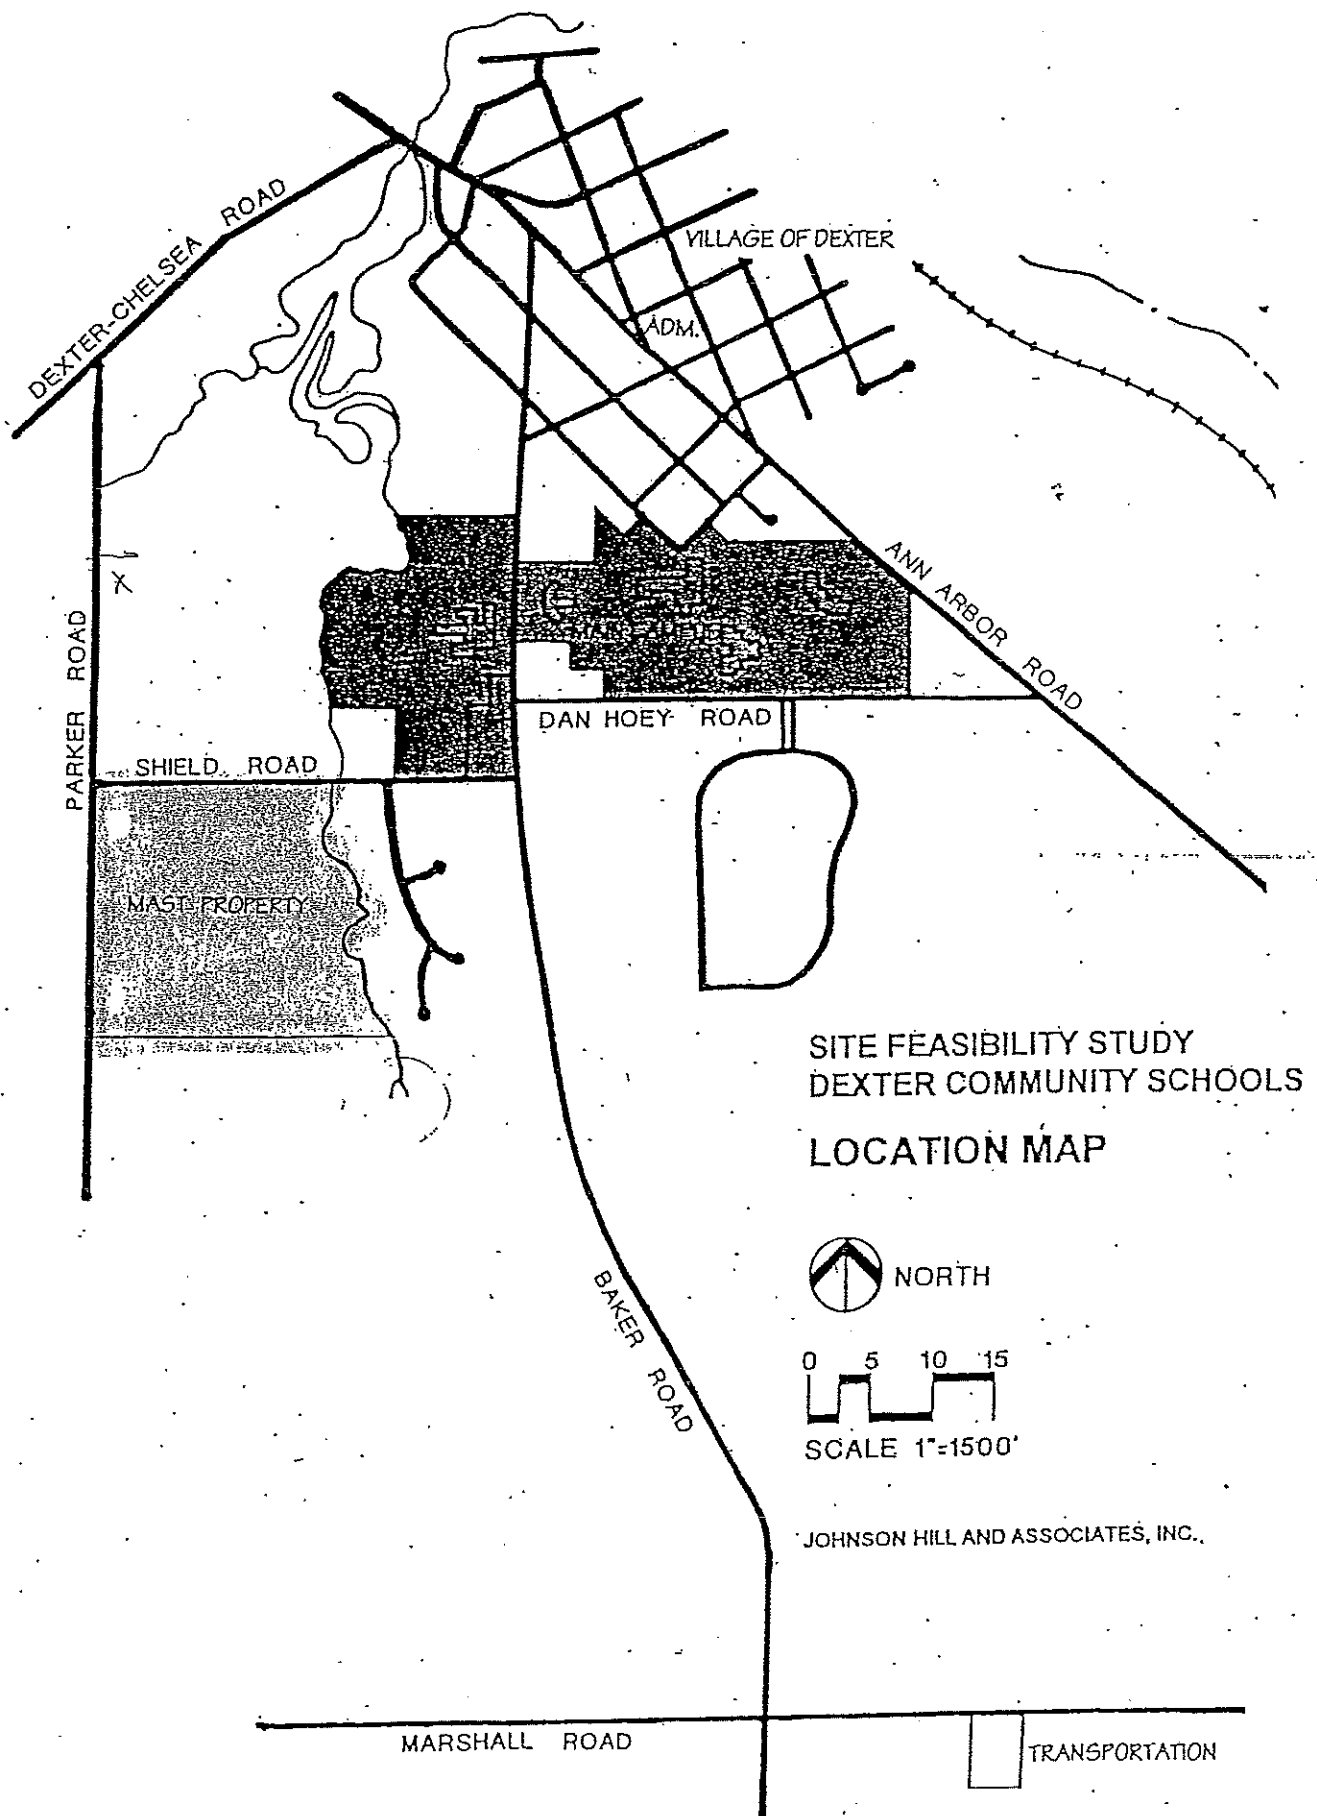 DEXTER-CHELSEA ROAD
VILLAGE OF DEXTER
ADM.
ANN ARBOR ROAD
PARKER ROAD
DAN HOEY ROAD
SHIELD ROAD
MAST PROPERTY
SITE FEASIBILITY STUDY
DEXTER COMMUNITY SCHOOLS
LOCATION MAP
NORTH
BAKER ROAD
0 5 10 15
SCALE 1"=1500'
JOHNSON HILL AND ASSOCIATES, INC.
MARSHALL ROAD
TRANSPORTATION